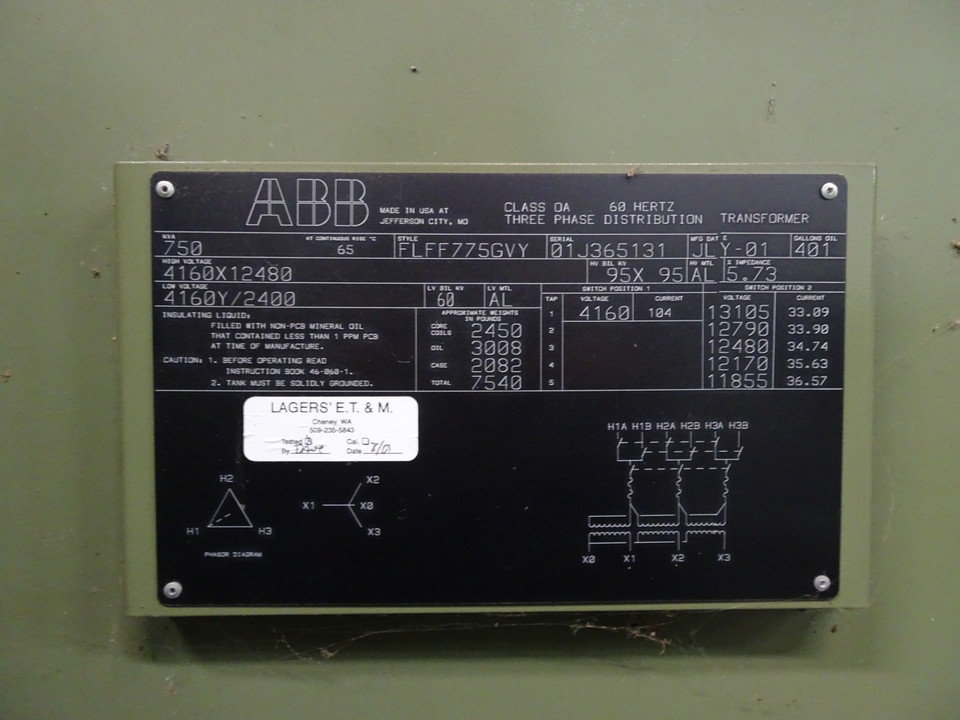 ABB
MADE IN USA AT
JEFFERSON CITY, MO
CLASS OA 60 HERTZ
THREE PHASE DISTRIBUTION TRANSFORMER
KVA
750
AT CONTINUOUS RISE °C
65
STYLE
FLFF775GVY
SERIAL
01J365131
MFG DATE
JLY-01
GALLONS OIL
401
HIGH VOLTAGE
4160X12480
HV BIL KV
95X 95
HV MTL
AL
% IMPEDANCE
5.73
LOW VOLTAGE
4160Y/2400
LV BIL KV
60
LV MTL
AL
SWITCH POSITION 1 SWITCH POSITION 2
TAP VOLTAGE CURRENT VOLTAGE CURRENT
1 4160 104 13105 33.09
2 12790 33.90
3 12480 34.74
4 12170 35.63
5 11855 36.57
INSULATING LIQUID:
FILLED WITH NON-PCB MINERAL OIL
THAT CONTAINED LESS THAN 1 PPM PCB
AT TIME OF MANUFACTURE.
CAUTION: 1. BEFORE OPERATING READ
INSTRUCTION BOOK 46-060-1.
2. TANK MUST BE SOLIDLY GROUNDED.
APPROXIMATE WEIGHTS
IN POUNDS
CORE
COILS 2450
OIL 3008
CASE 2082
TOTAL 7540
LAGERS' E.T. & M.
Cheney, WA
509-235-5843
Tested Cal.
By Date
H2
H1 H3
PHASOR DIAGRAM
X2
X1 X0
X3
H1A H1B H2A H2B H3A H3B
X0 X1 X2 X3